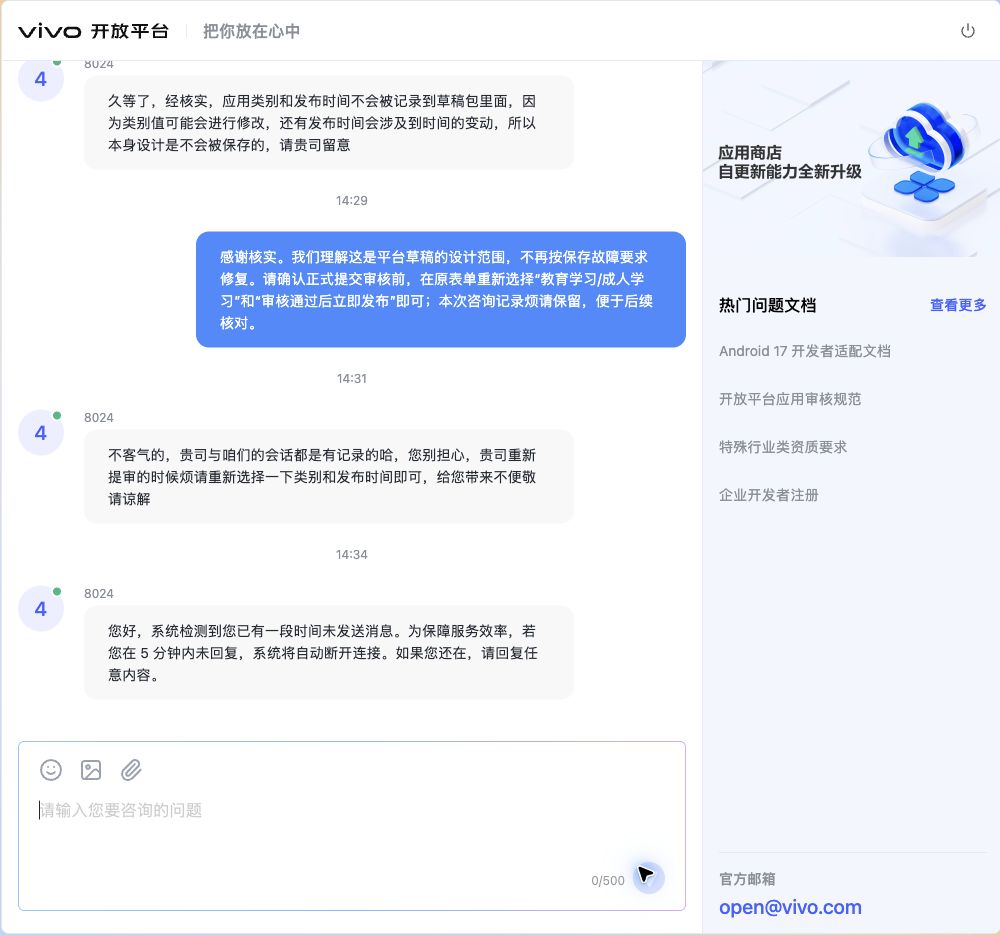 vivo 开放平台 把你放在心中
4
8024
久等了，经核实，应用类别和发布时间不会被记录到草稿包里面，因
为类别值可能会进行修改，还有发布时间会涉及到时间的变动，所以
本身设计是不会被保存的，请贵司留意
14:29
感谢核实。我们理解这是平台草稿的设计范围，不再按保存故障要求
修复。请确认正式提交审核前，在原表单重新选择“教育学习/成人学
习”和“审核通过后立即发布”即可；本次咨询记录烦请保留，便于后续
核对。
14:31
4
8024
不客气的，贵司与咱们的会话都是有记录的哈，您别担心，贵司重新
提审的时候烦请重新选择一下类别和发布时间即可，给您带来不便敬
请谅解
14:34
4
8024
您好，系统检测到您已有一段时间未发送消息。为保障服务效率，若
您在 5 分钟内未回复，系统将自动断开连接。如果您还在，请回复任
意内容。
请输入您要咨询的问题
0/500
应用商店
自更新能力全新升级
热门问题文档 查看更多
Android 17 开发者适配文档
开放平台应用审核规范
特殊行业类资质要求
企业开发者注册
官方邮箱
open@vivo.com